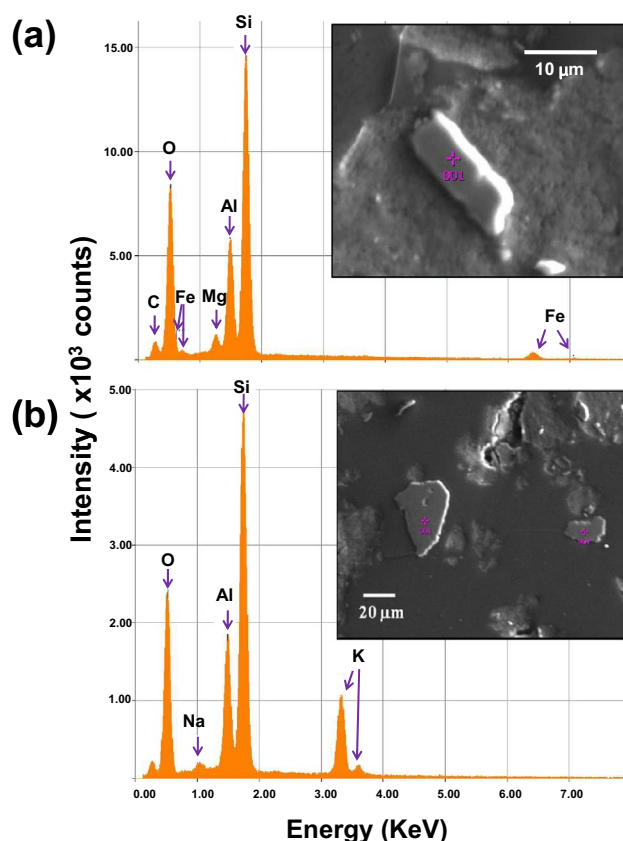 (a)
Si
15.00
10 µm
O
10.00
001
Al
5.00
C Fe Mg
Fe
Intensity ( x10³ counts)
5.00
(b)
Si
4.00
3.00
O
Al
20 µm
2.00
K
1.00
Na
0.00 1.00 2.00 3.00 4.00 5.00 6.00 7.00
Energy (KeV)